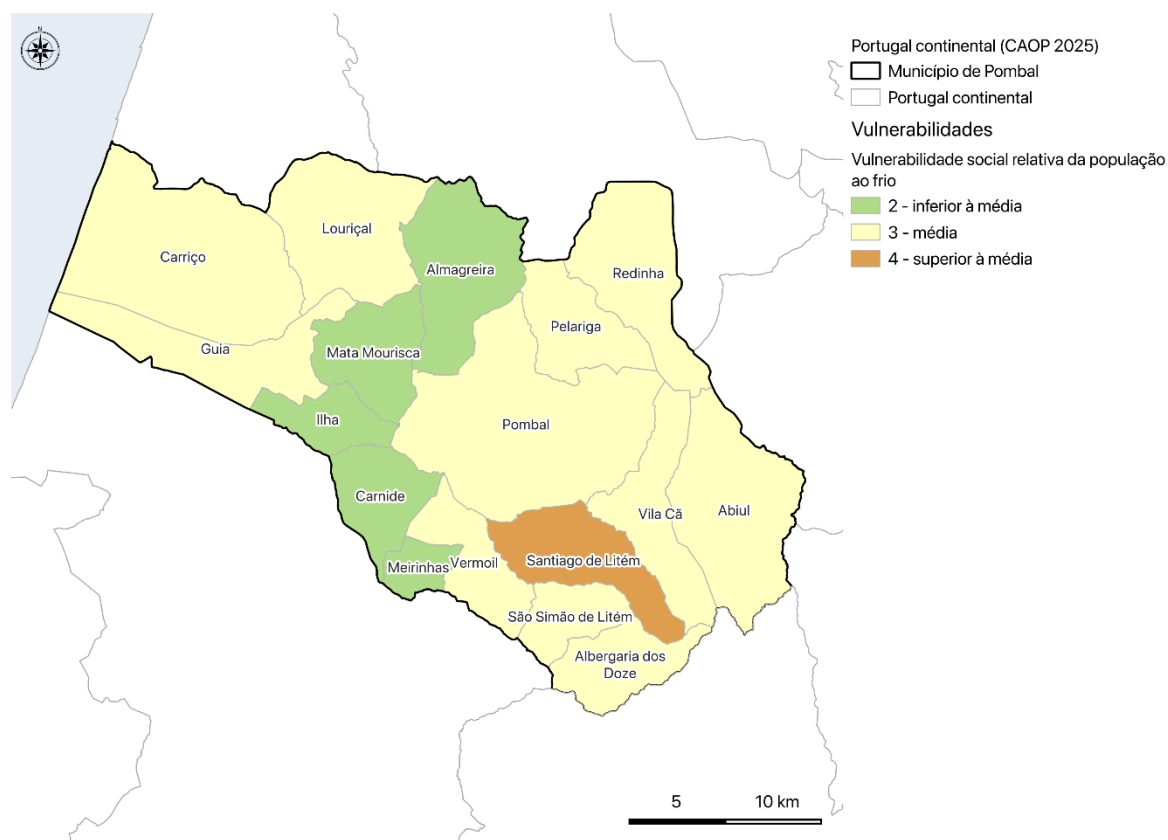 N
Portugal continental (CAOP 2025)
Município de Pombal
Portugal continental
Vulnerabilidades
Vulnerabilidade social relativa da população
ao frio
2 - inferior à média
3 - média
4 - superior à média
Carriço
Louriçal
Almagreira
Redinha
Pelariga
Guia
Mata Mourisca
Ilha
Pombal
Carnide
Vila Cã
Abiul
Meirinhas
Vermoil
Santiago de Litém
São Simão de Litém
Albergaria dos
Doze
5
10 km